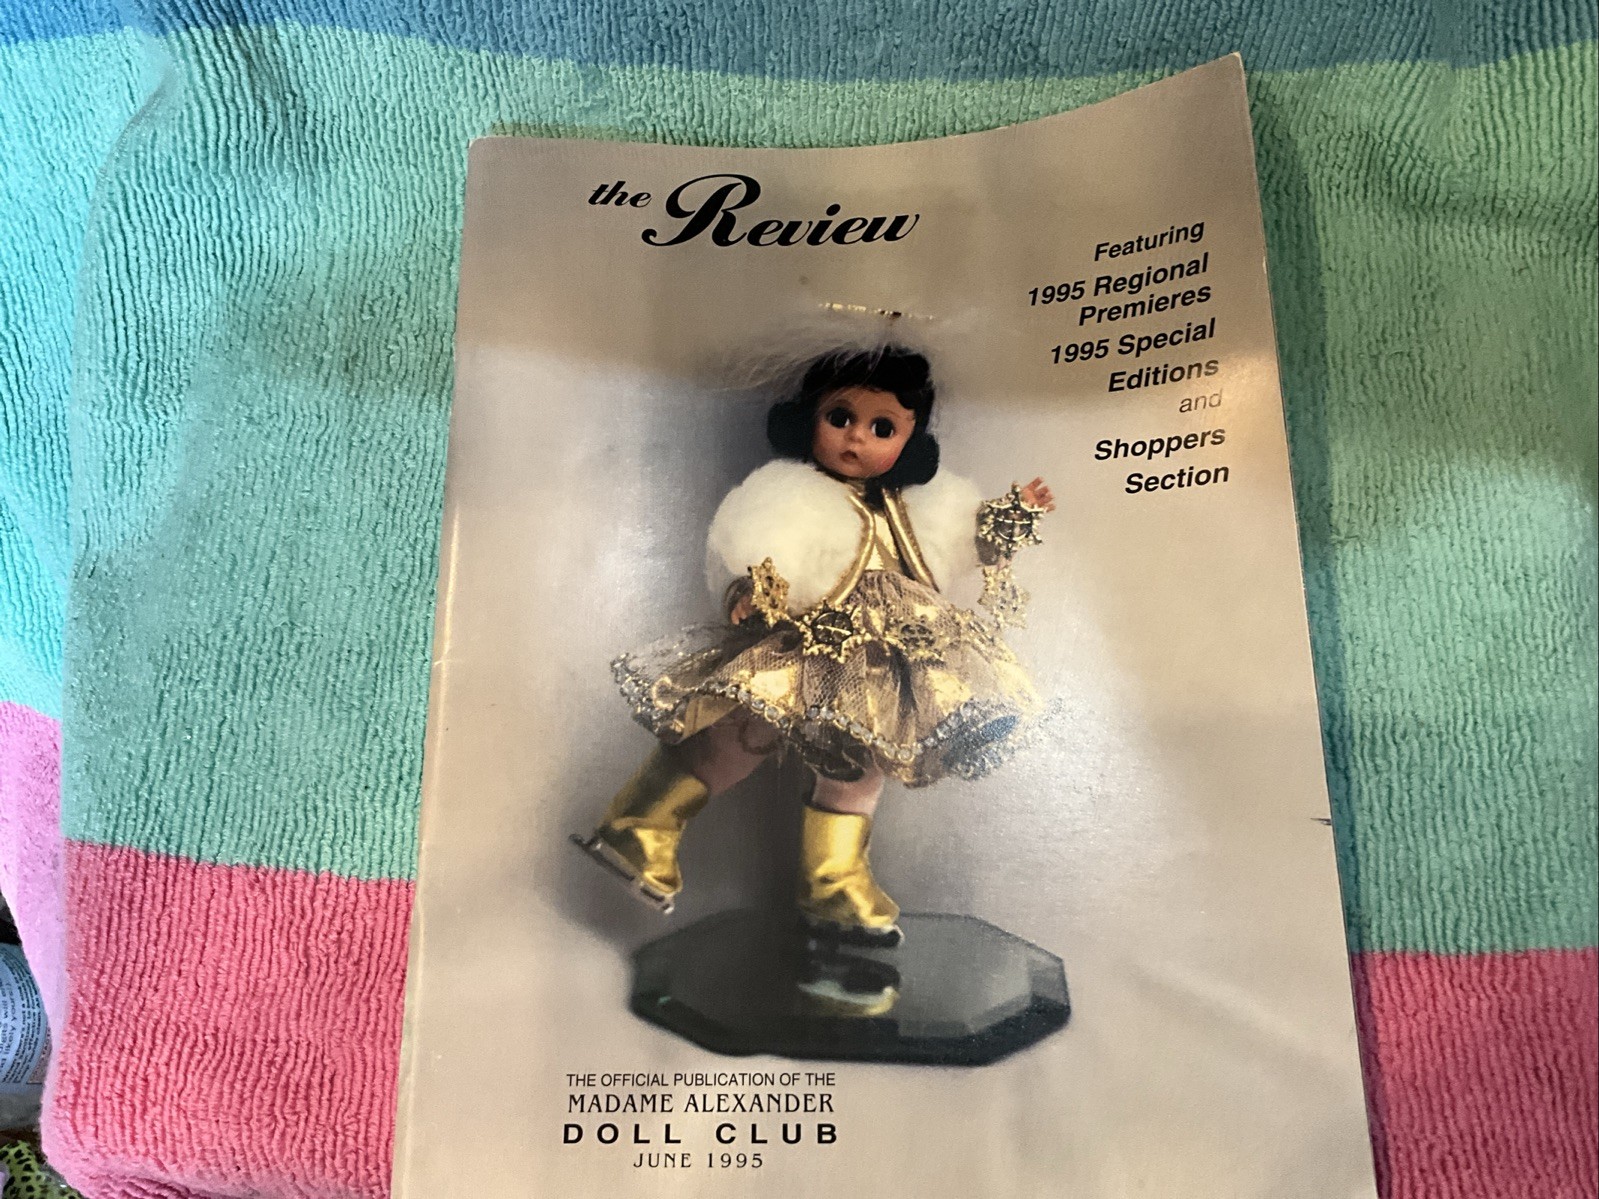 the Review
Featuring
1995 Regional
Premieres
1995 Special
Editions
and
Shoppers
Section
THE OFFICIAL PUBLICATION OF THE
MADAME ALEXANDER
DOLL CLUB
JUNE 1995